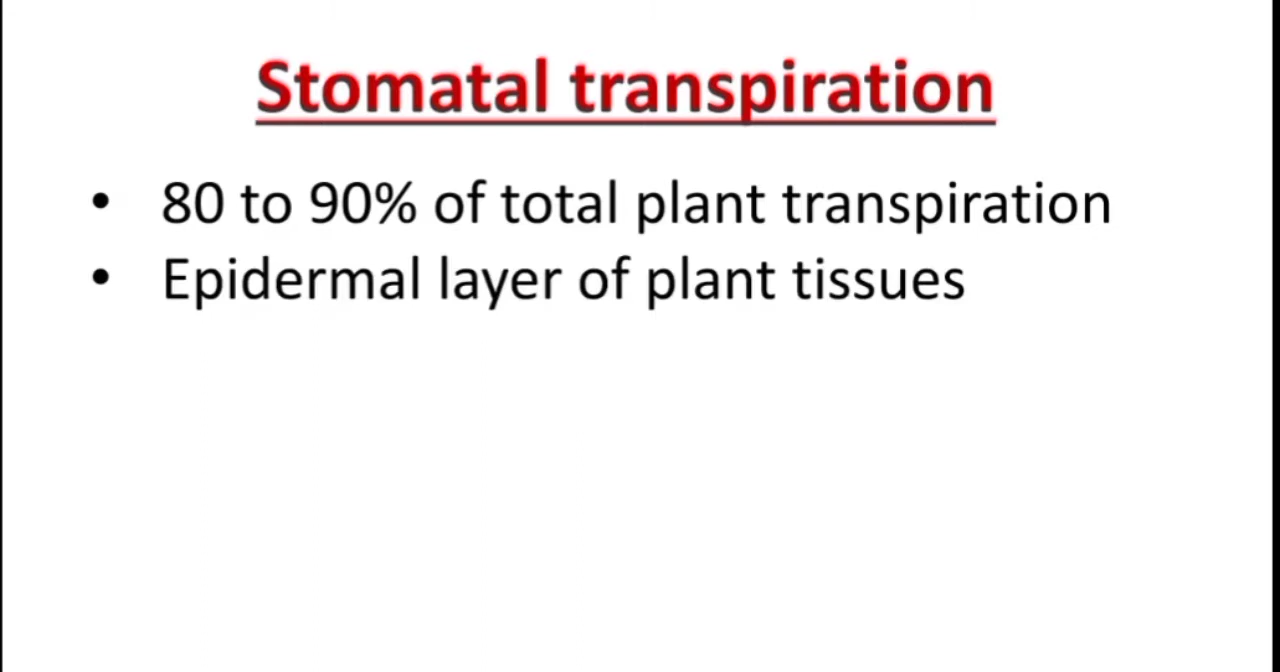 Stomatal transpiration
• 80 to 90% of total plant transpiration
• Epidermal layer of plant tissues